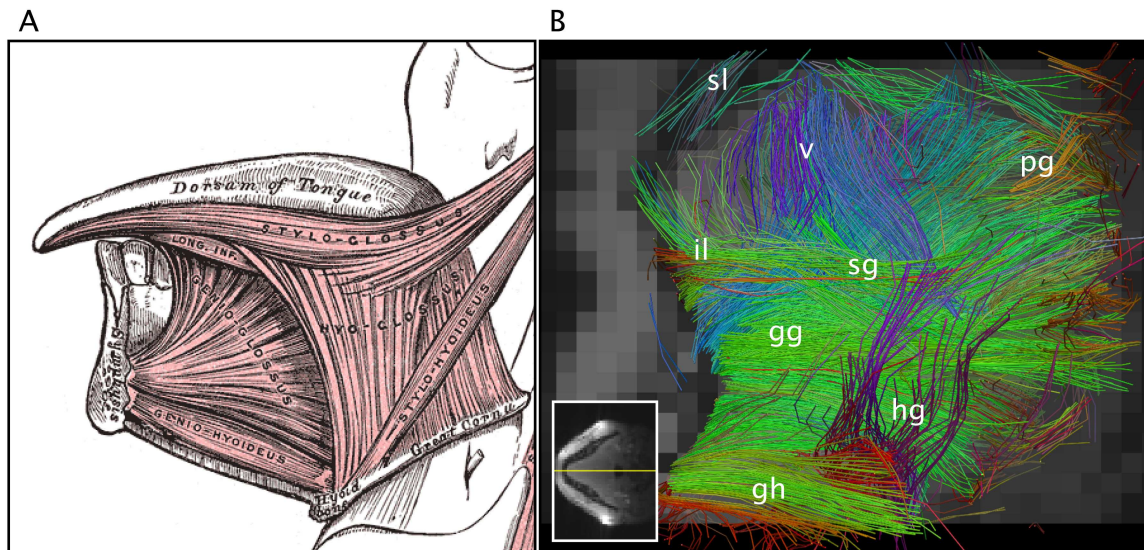 A
Dorsum of Tongue
STYLO-GLOSSUS
LONG. INF.
GENIO-GLOSSUS
HYO-GLOSSUS
STYLO-HYOIDEUS
Symphysis
GENIO-HYOIDEUS
Great Cornu
Hyoid
bone
B
sl
v
pg
il
sg
gg
hg
gh